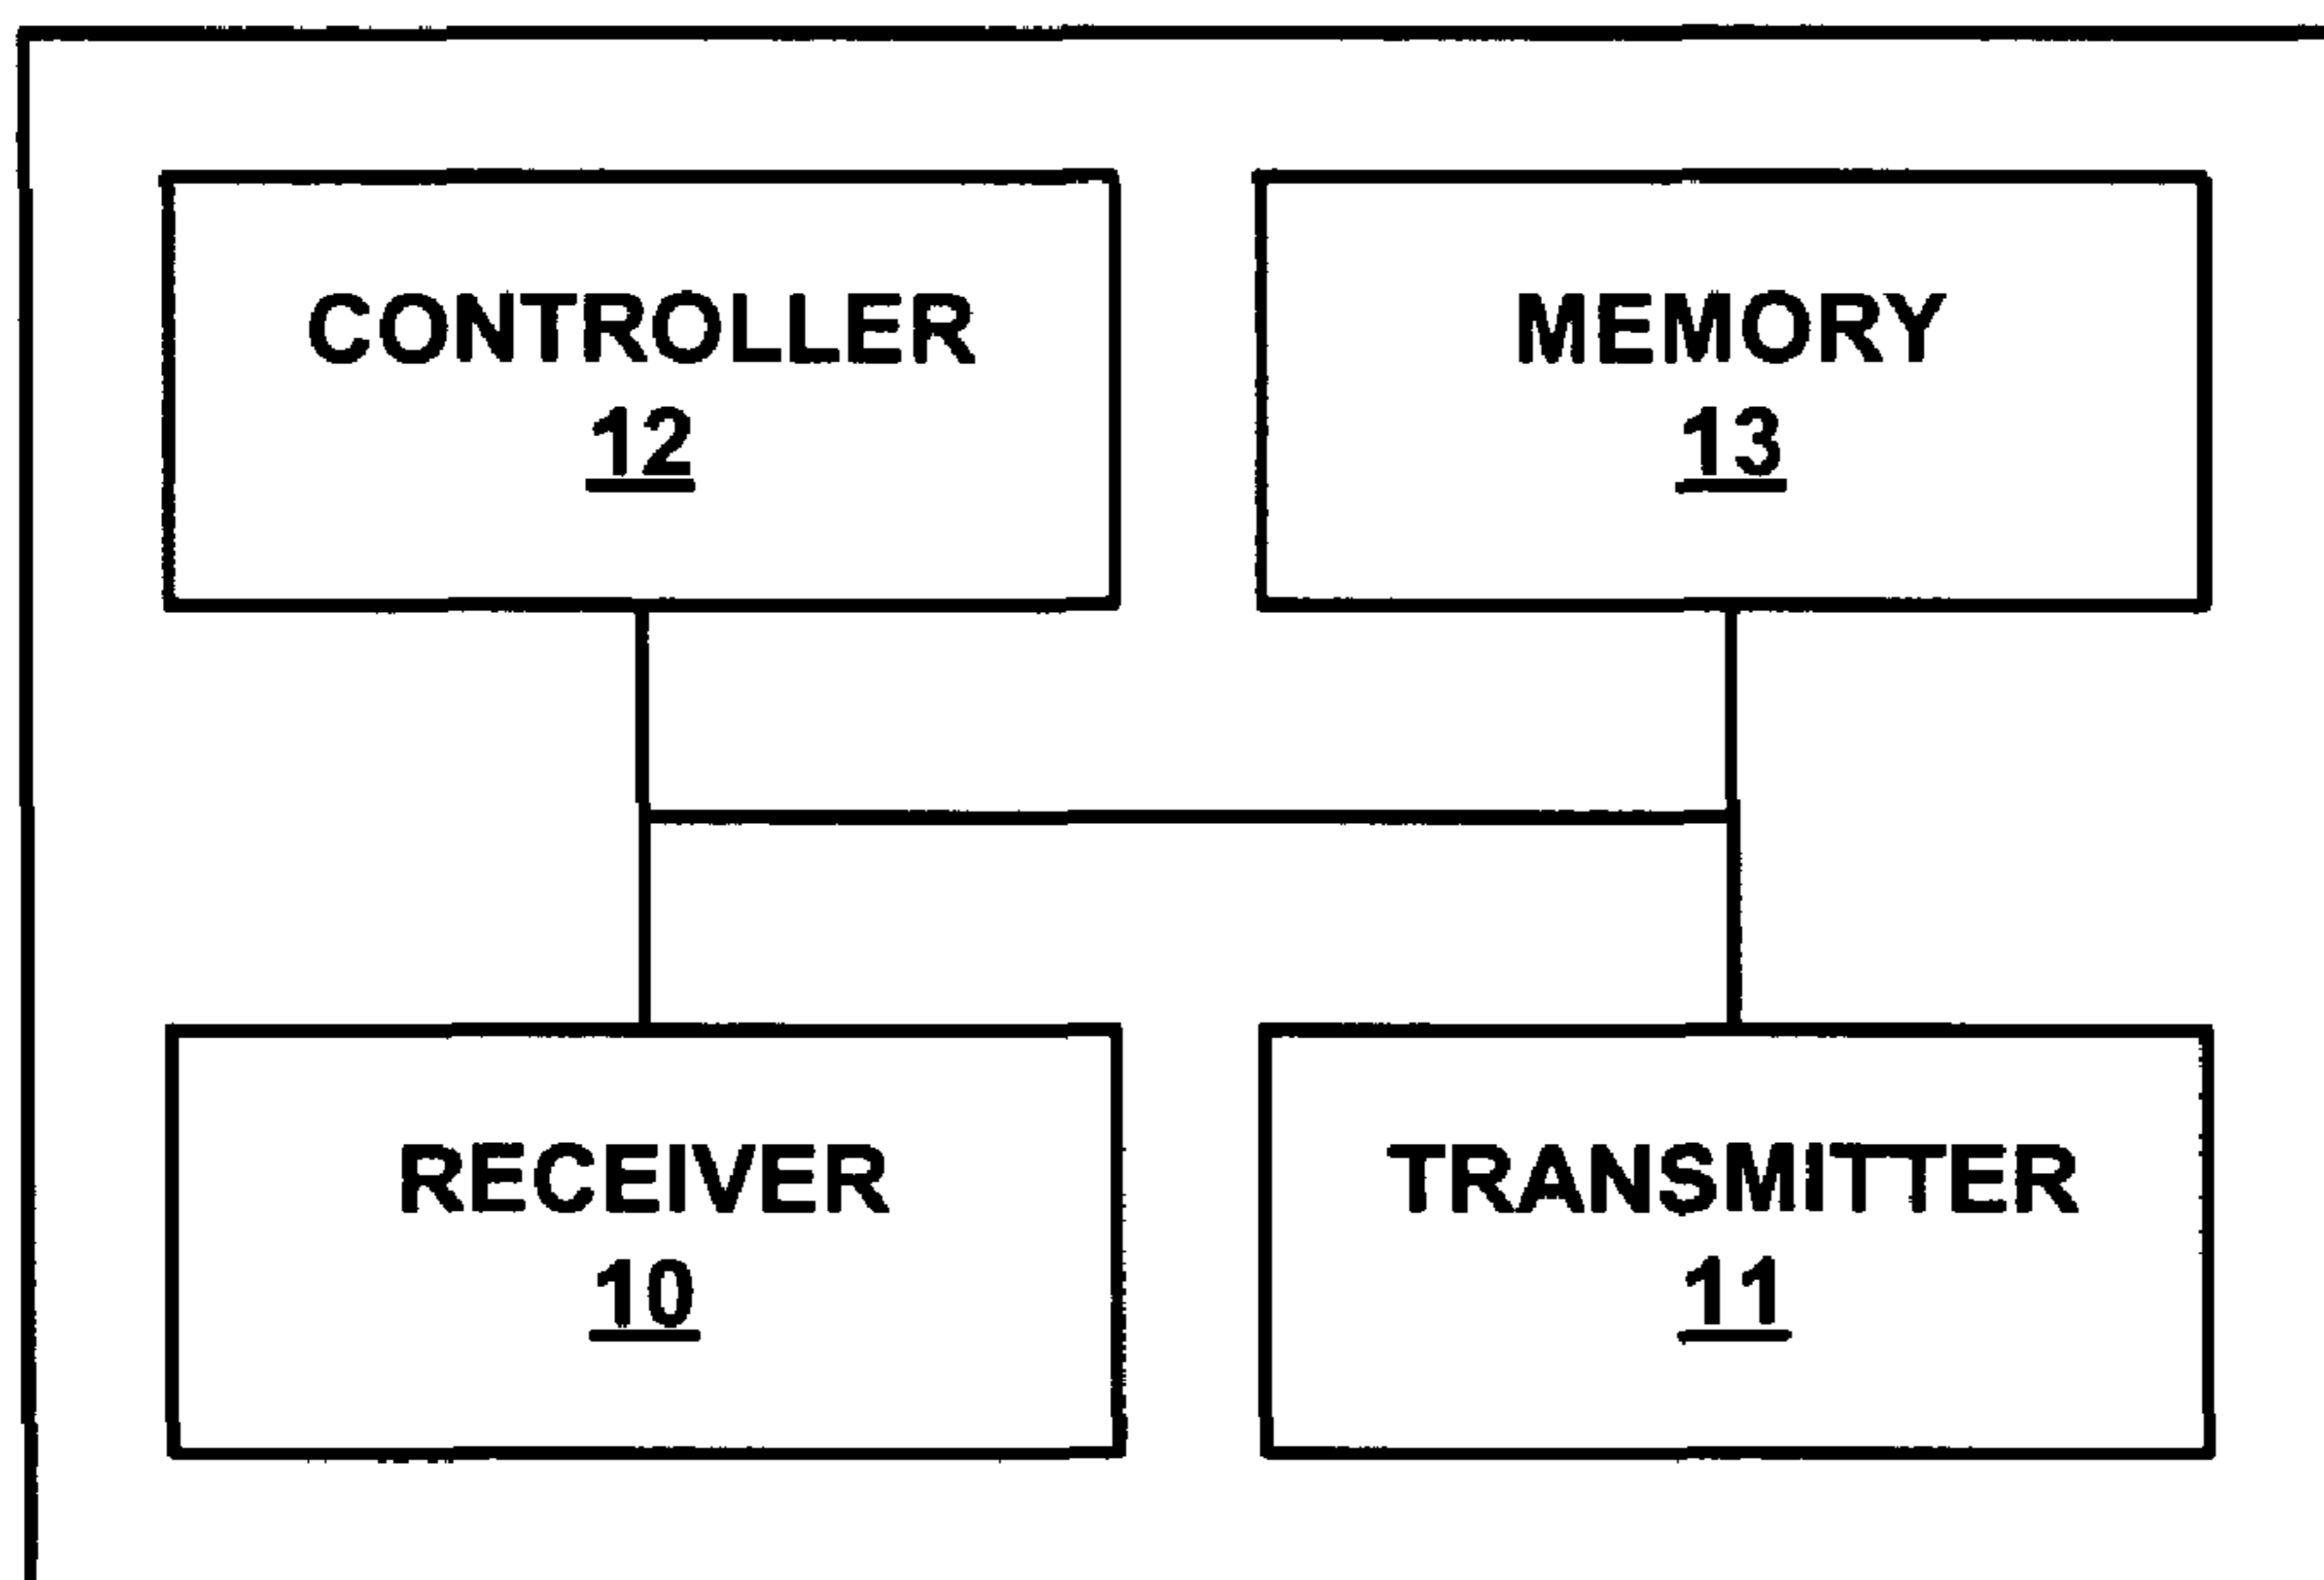 CONTROLLER
12
MEMORY
13
RECEIVER
10
TRANSMITTER
11